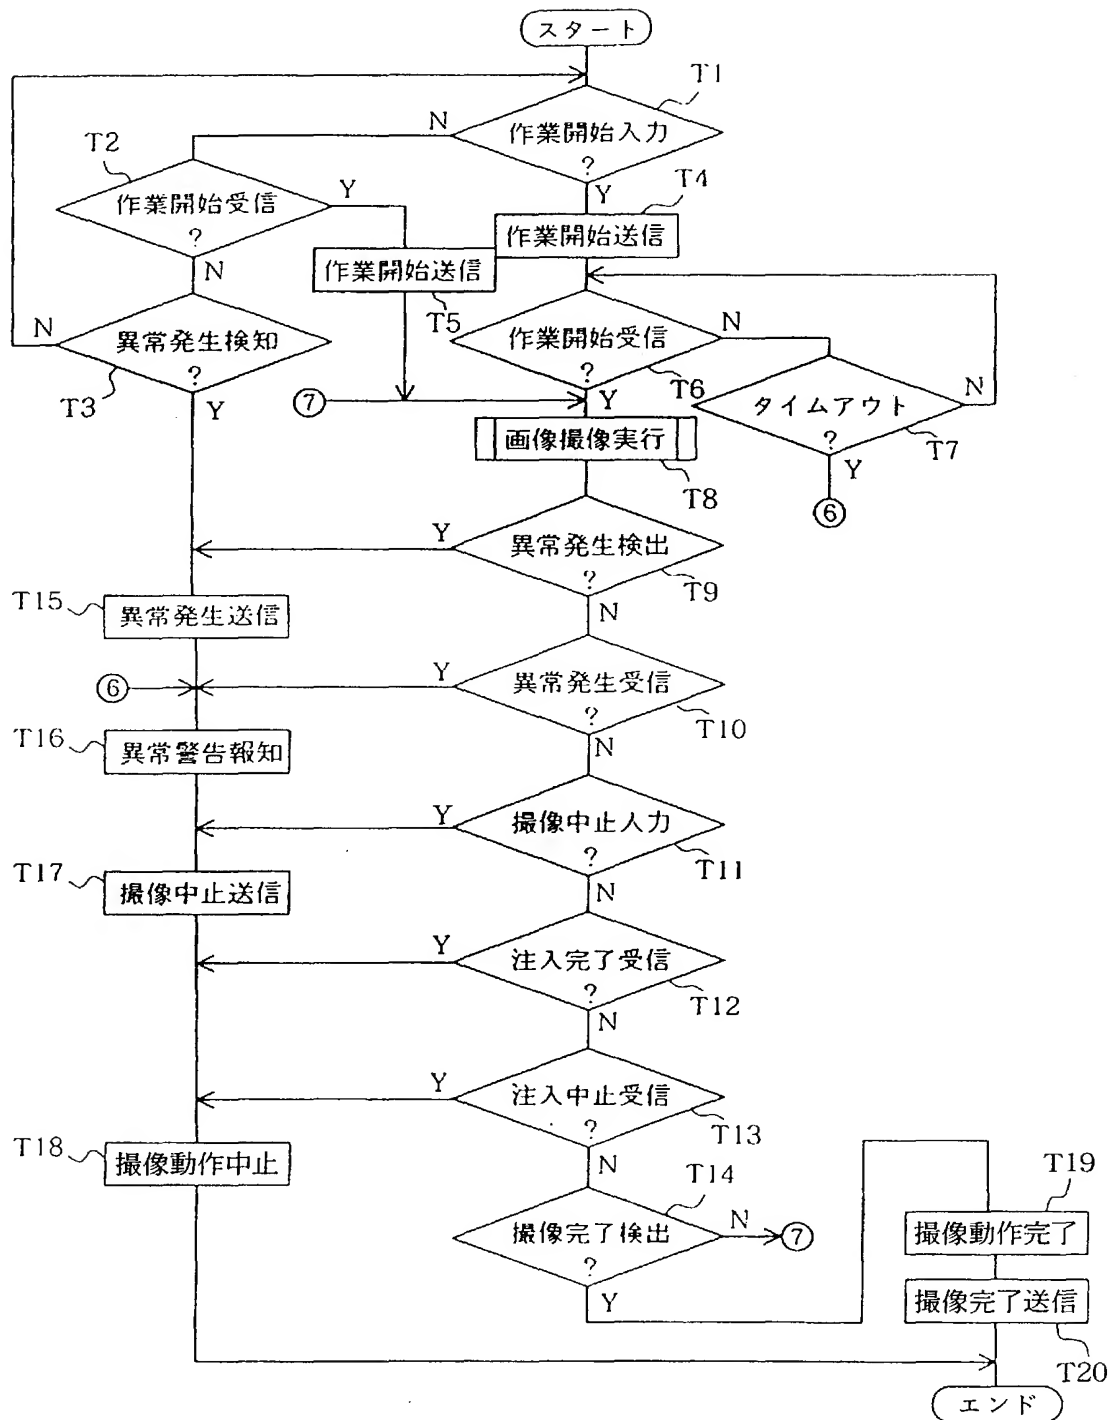 スタート
T1
N
作業開始入力
?
Y
T2
作業開始受信
?
Y
N
T4
作業開始送信
作業開始送信
T5
異常発生検知
?
N
Y
T3
作業開始受信
?
N
Y
T6
タイムアウト
?
N
Y
T7
⑥
⑦
画像撮像実行
T8
異常発生検出
?
Y
N
T9
T15
異常発生送信
異常発生受信
?
Y
N
T10
⑥
T16
異常警告報知
撮像中止入力
?
Y
N
T11
T17
撮像中止送信
注入完了受信
?
Y
N
T12
注入中止受信
?
Y
N
T13
T18
撮像動作中止
T14
撮像完了検出
?
N
⑦
Y
T19
撮像動作完了
撮像完了送信
T20
エンド